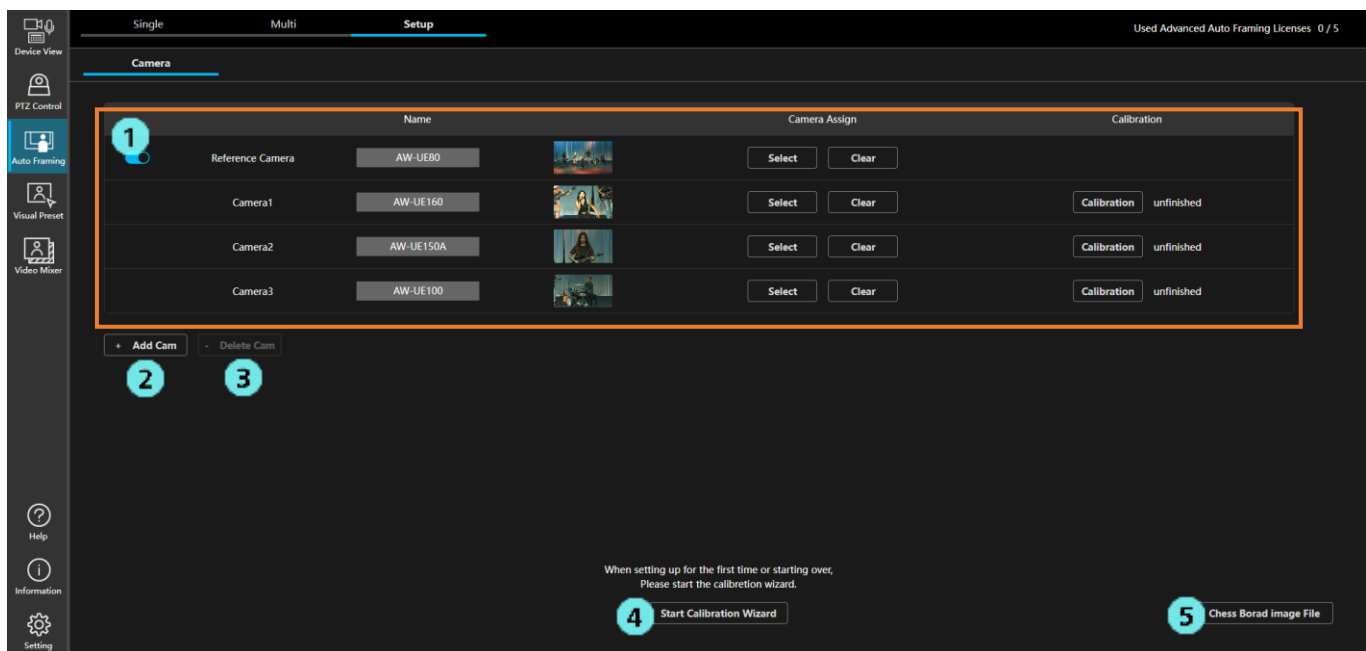 Device View
PTZ Control
Auto Framing
Visual Preset
Video Mixer
Help
Information
Setting
Single Multi Setup
Used Advanced Auto Framing Licenses 0 / 5
Camera
1
Name Camera Assign Calibration
Reference Camera AW-UE80 Select Clear
Camera1 AW-UE160 Select Clear Calibration unfinished
Camera2 AW-UE150A Select Clear Calibration unfinished
Camera3 AW-UE100 Select Clear Calibration unfinished
+ Add Cam - Delete Cam
2 3
When setting up for the first time or starting over,
Please start the calibretion wizard.
4 Start Calibration Wizard
5 Chess Borad image File